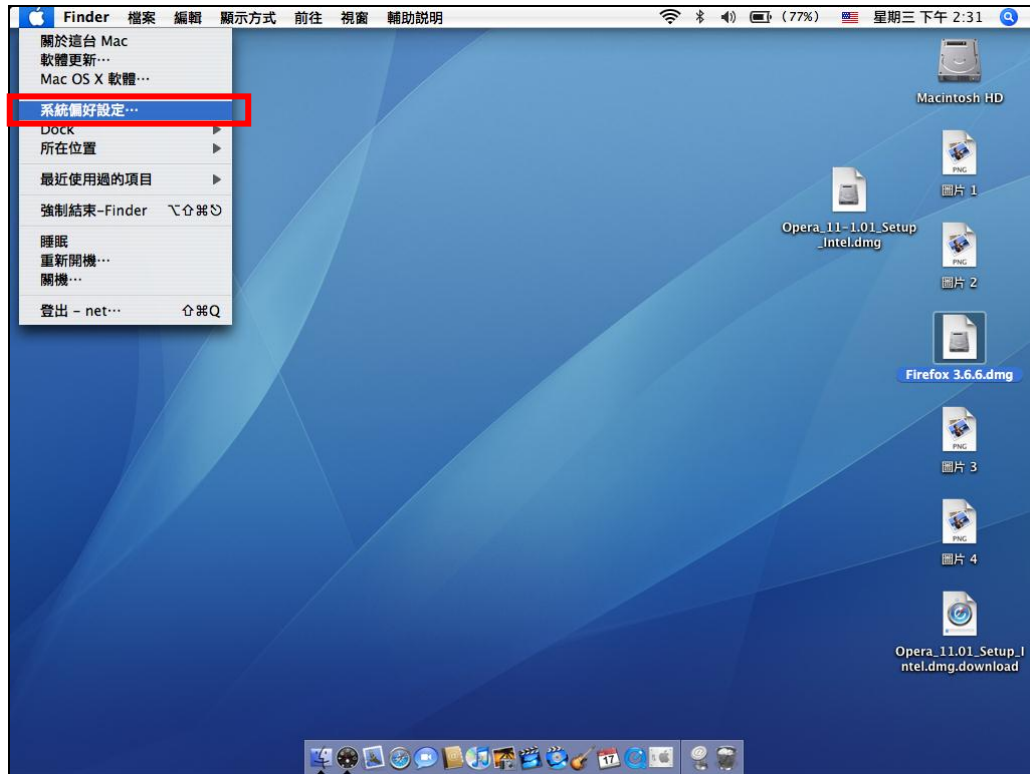 Finder 檔案 編輯 顯示方式 前往 視窗 輔助說明 (77%) 星期三 下午 2:31
關於這台 Mac
軟體更新…
Mac OS X 軟體…
系統偏好設定…
Dock
所在位置
最近使用過的項目
強制結束-Finder ⌥⇧⌘⎋
睡眠
重新開機…
關機…
登出 - net… ⇧⌘Q
Macintosh HD
PNG
圖片 1
Opera_11-1.01_Setup
_Intel.dmg
PNG
圖片 2
Firefox 3.6.6.dmg
PNG
圖片 3
PNG
圖片 4
Opera_11.01_Setup_I
ntel.dmg.download
17